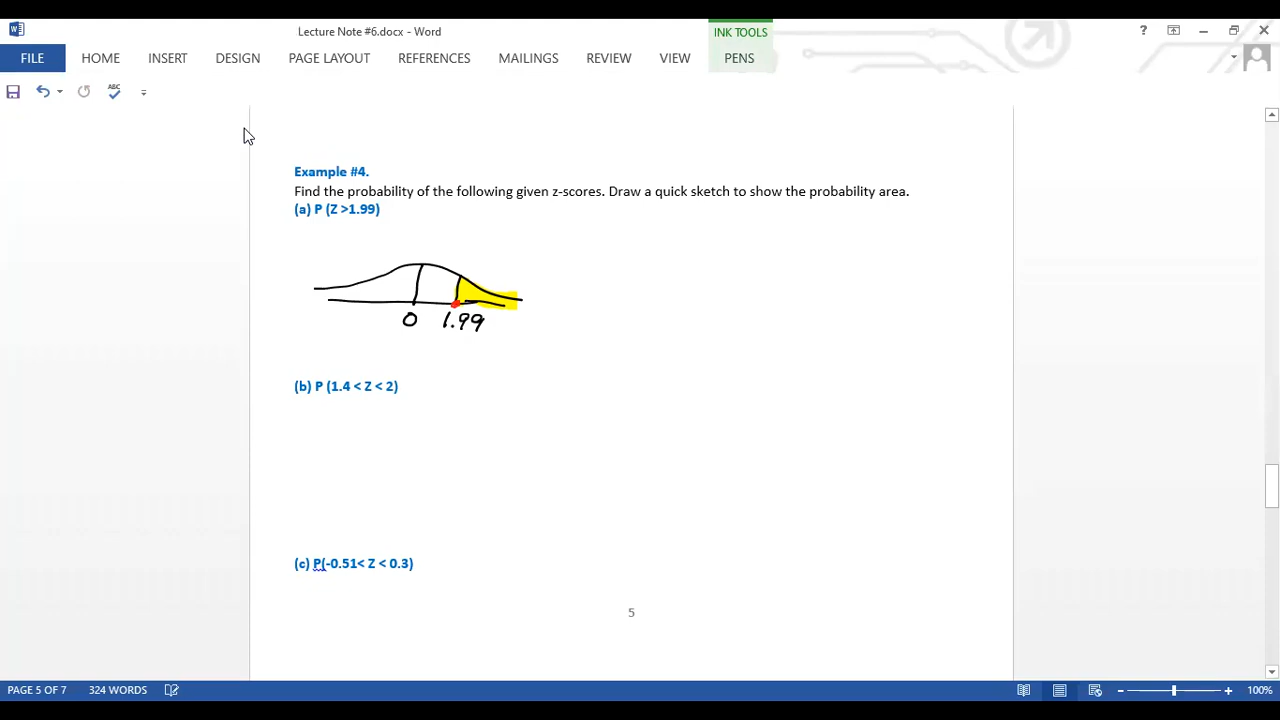 Lecture Note #6.docx - Word
INK TOOLS
?
FILE HOME INSERT DESIGN PAGE LAYOUT REFERENCES MAILINGS REVIEW VIEW PENS
ABC
Example #4.
Find the probability of the following given z-scores. Draw a quick sketch to show the probability area.
(a) P (Z >1.99)
0 1.99
(b) P (1.4 < Z < 2)
(c) P(-0.51< Z < 0.3)
5
PAGE 5 OF 7 324 WORDS 100%